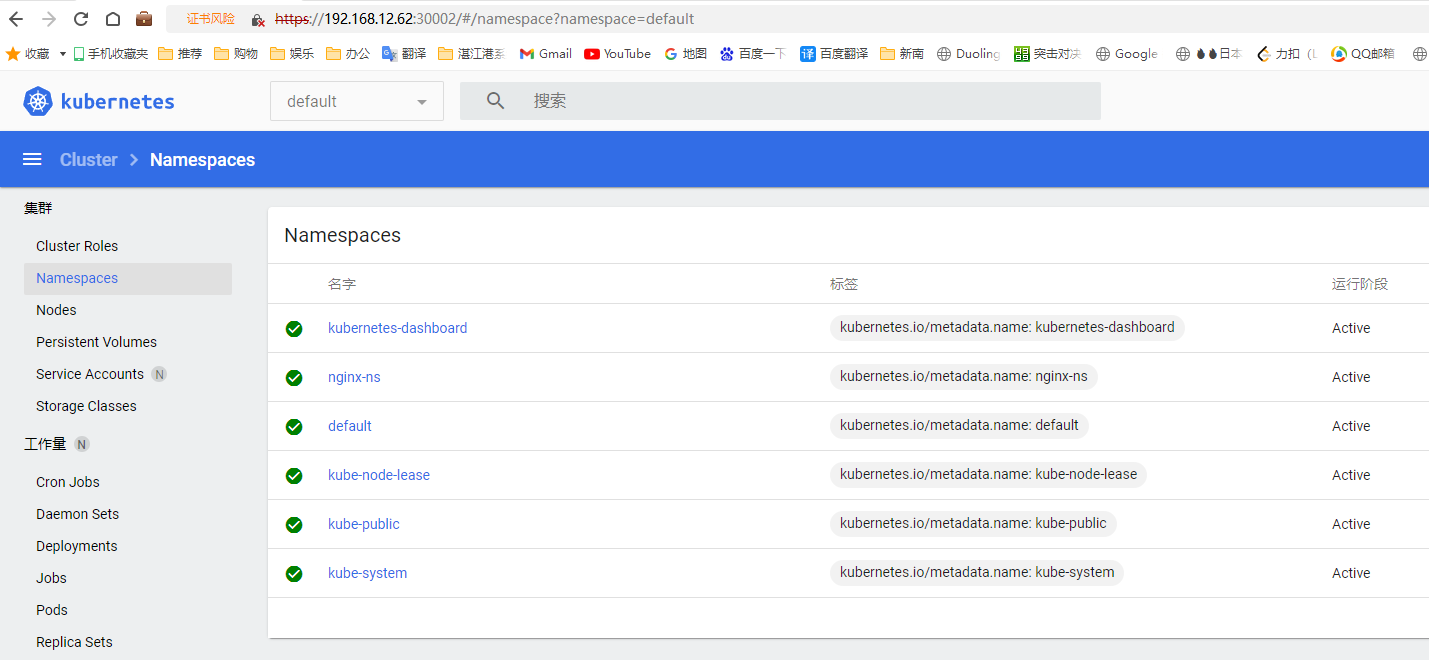 证书风险 https://192.168.12.62:30002/#/namespace?namespace=default
收藏 手机收藏夹 推荐 购物 娱乐 办公 翻译 湛江港系 Gmail YouTube 地图 百度一下 百度翻译 新南 Duoling 突击对决 Google 日本 力扣 (L QQ邮箱
kubernetes default 搜索
Cluster Namespaces
集群
Cluster Roles
Namespaces
Nodes
Persistent Volumes
Service Accounts N
Storage Classes
工作量 N
Cron Jobs
Daemon Sets
Deployments
Jobs
Pods
Replica Sets
Namespaces
名字 标签 运行阶段
kubernetes-dashboard kubernetes.io/metadata.name: kubernetes-dashboard Active
nginx-ns kubernetes.io/metadata.name: nginx-ns Active
default kubernetes.io/metadata.name: default Active
kube-node-lease kubernetes.io/metadata.name: kube-node-lease Active
kube-public kubernetes.io/metadata.name: kube-public Active
kube-system kubernetes.io/metadata.name: kube-system Active